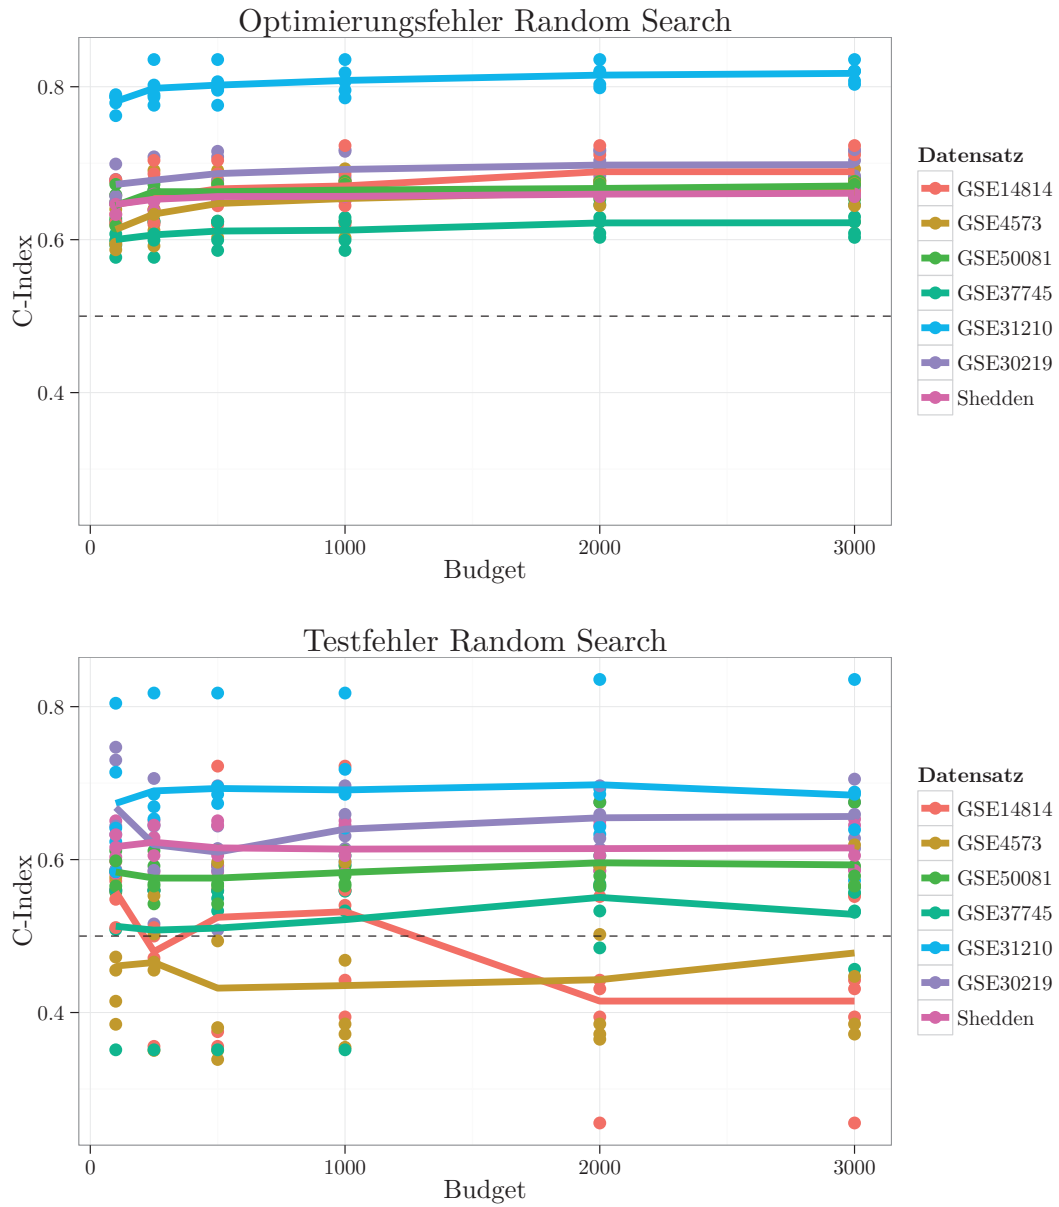 Optimierungsfehler Random Search
C-Index
0.8
0.6
0.4
0
1000
2000
3000
Budget
Datensatz
GSE14814
GSE4573
GSE50081
GSE37745
GSE31210
GSE30219
Shedden
Testfehler Random Search
C-Index
0.8
0.6
0.4
0
1000
2000
3000
Budget
Datensatz
GSE14814
GSE4573
GSE50081
GSE37745
GSE31210
GSE30219
Shedden